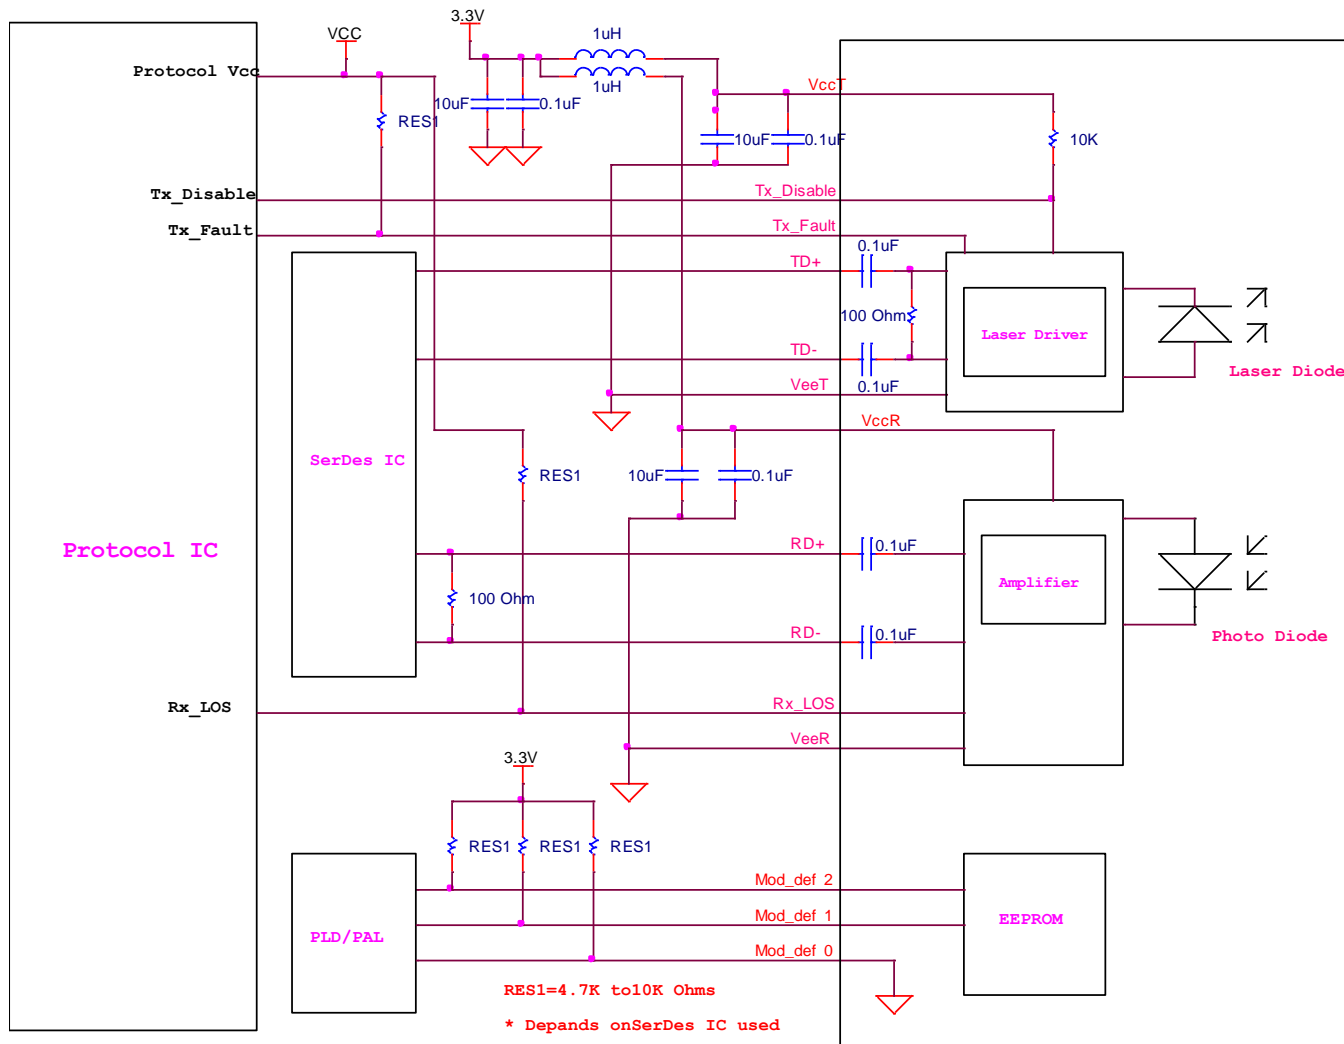 3.3V
VCC
1uH
Protocol Vcc
1uH
VccT
10uF
0.1uF
RES1
10uF
0.1uF
10K
Tx_Disable
Tx_Disable
Tx_Fault
Tx_Fault
0.1uF
TD+
100 Ohm
Laser Driver
TD-
Laser Diode
VeeT
0.1uF
VccR
SerDes IC
RES1
10uF
0.1uF
Protocol IC
RD+
0.1uF
Amplifier
100 Ohm
RD-
0.1uF
Photo Diode
Rx_LOS
Rx_LOS
VeeR
3.3V
RES1
RES1
RES1
Mod_def 2
Mod_def 1
EEPROM
PLD/PAL
Mod_def 0
RES1=4.7K to10K Ohms
* Depands onSerDes IC used